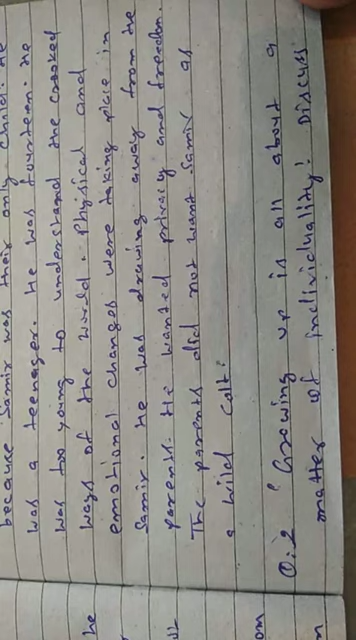 because Samir was their only child. He
was a teenager. He was fourteen. He
was too young to understand the crooked
ways of the world. Physical and
emotional changes were taking place in
Samir. He was drawing away from the
parents. He wanted privacy and freedom.
The parents did not want Samir as
a wild colt.
Q.2 'Growing up is all about a
matter of individuality'. Discuss
he
om